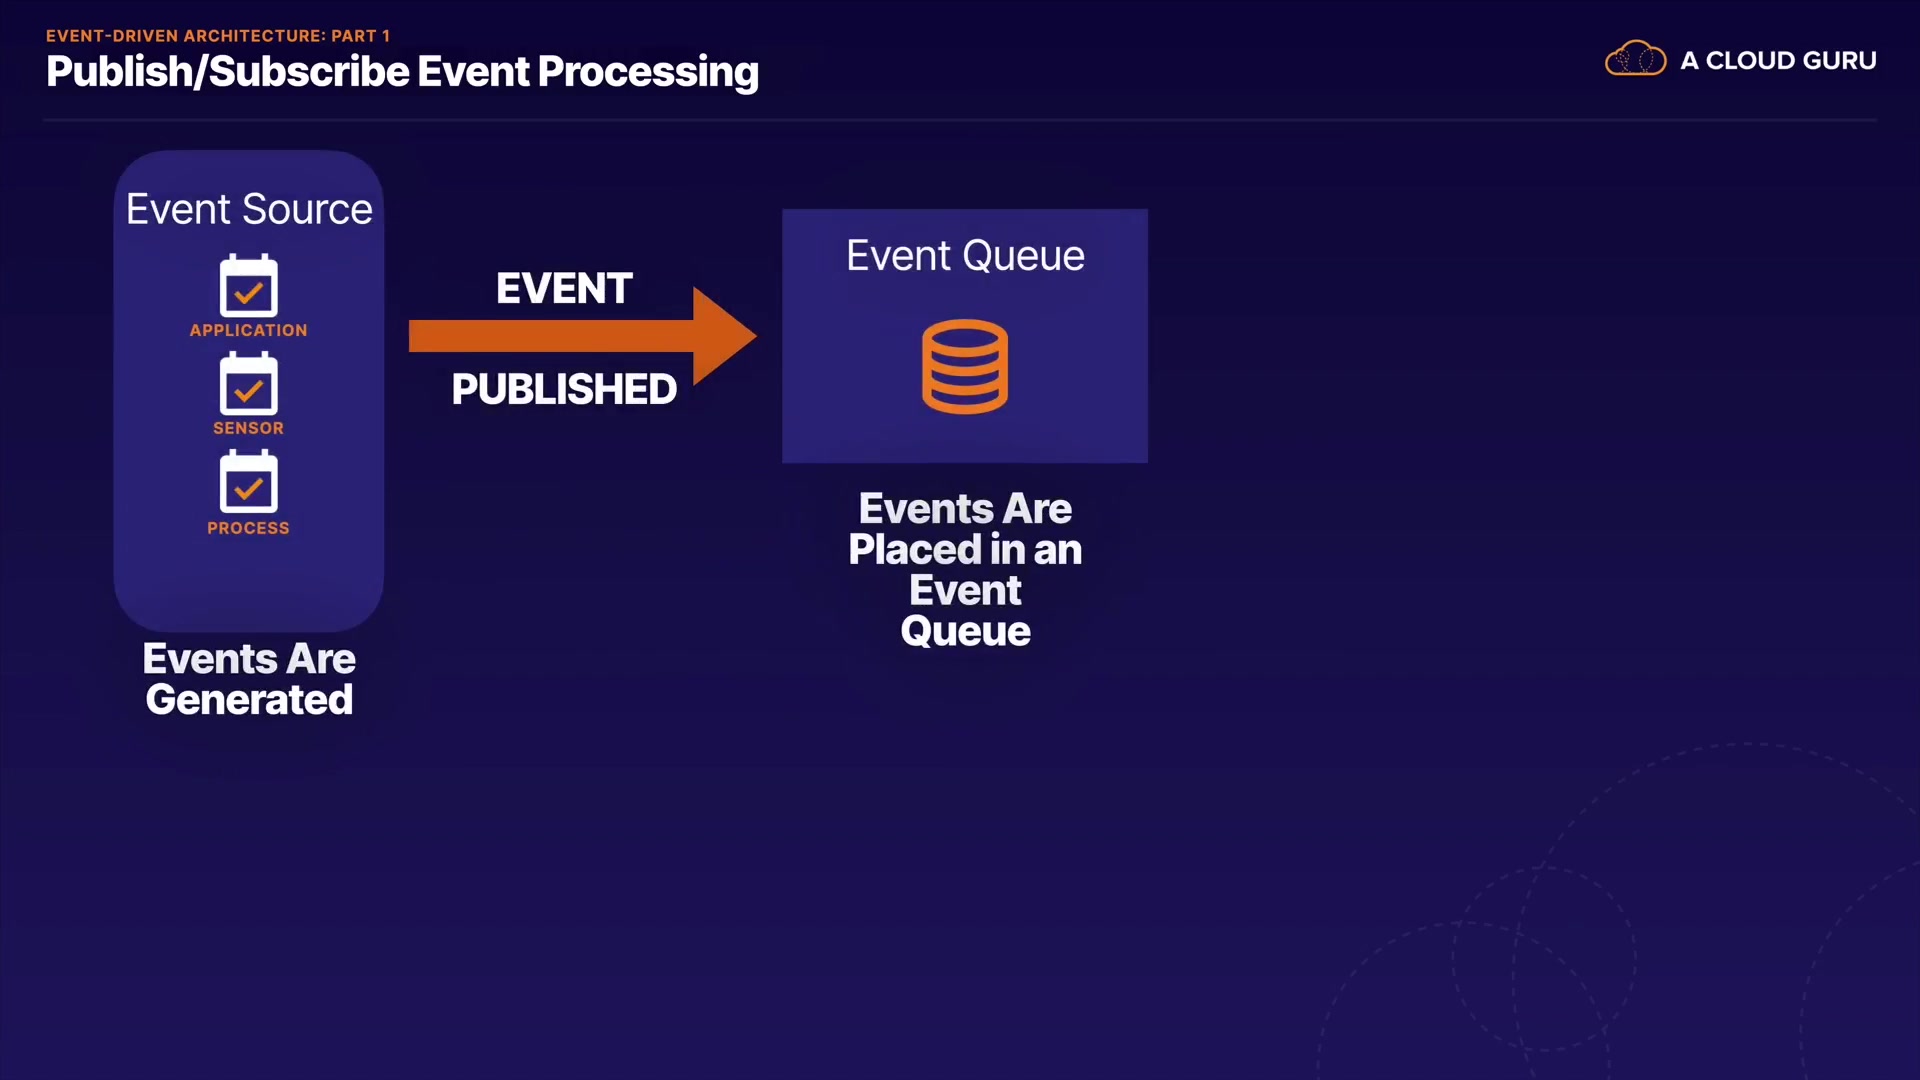 EVENT-DRIVEN ARCHITECTURE: PART 1
Publish/Subscribe Event Processing
A CLOUD GURU
Event Source
APPLICATION
SENSOR
PROCESS
Events Are
Generated
EVENT
PUBLISHED
Event Queue
Events Are
Placed in an
Event
Queue